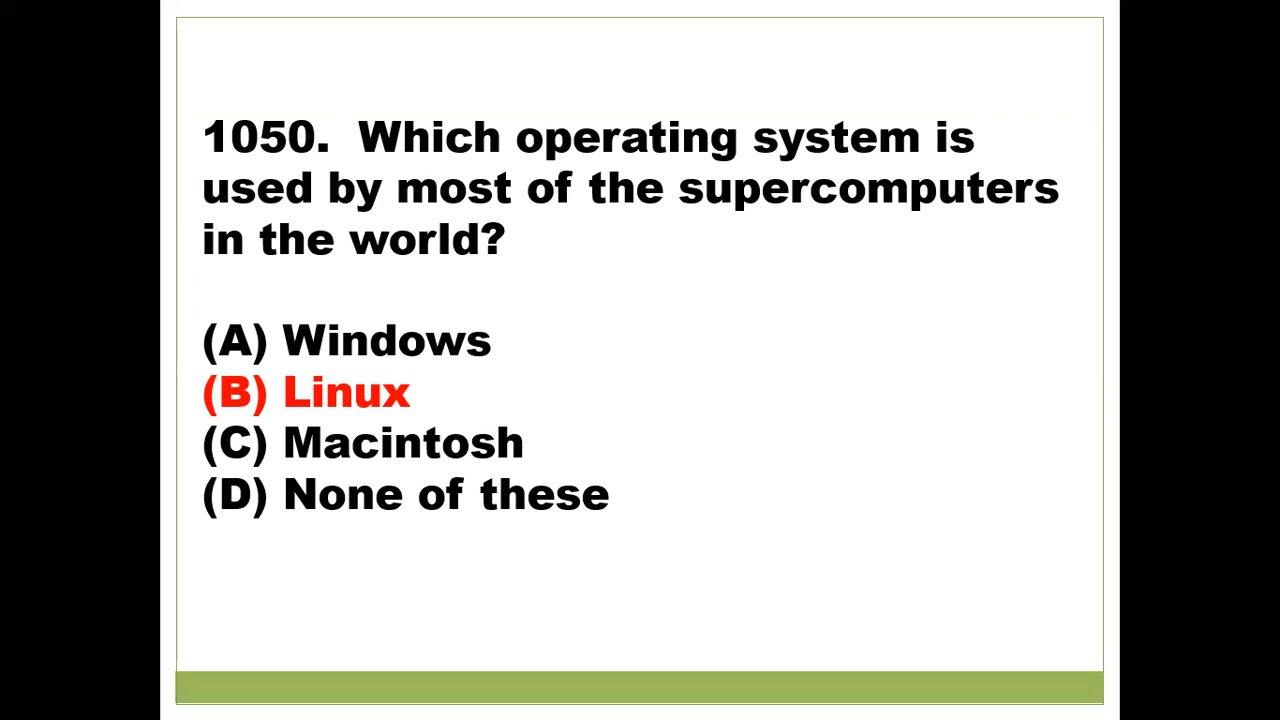 1050. Which operating system is
used by most of the supercomputers
in the world?
(A) Windows
(B) Linux
(C) Macintosh
(D) None of these